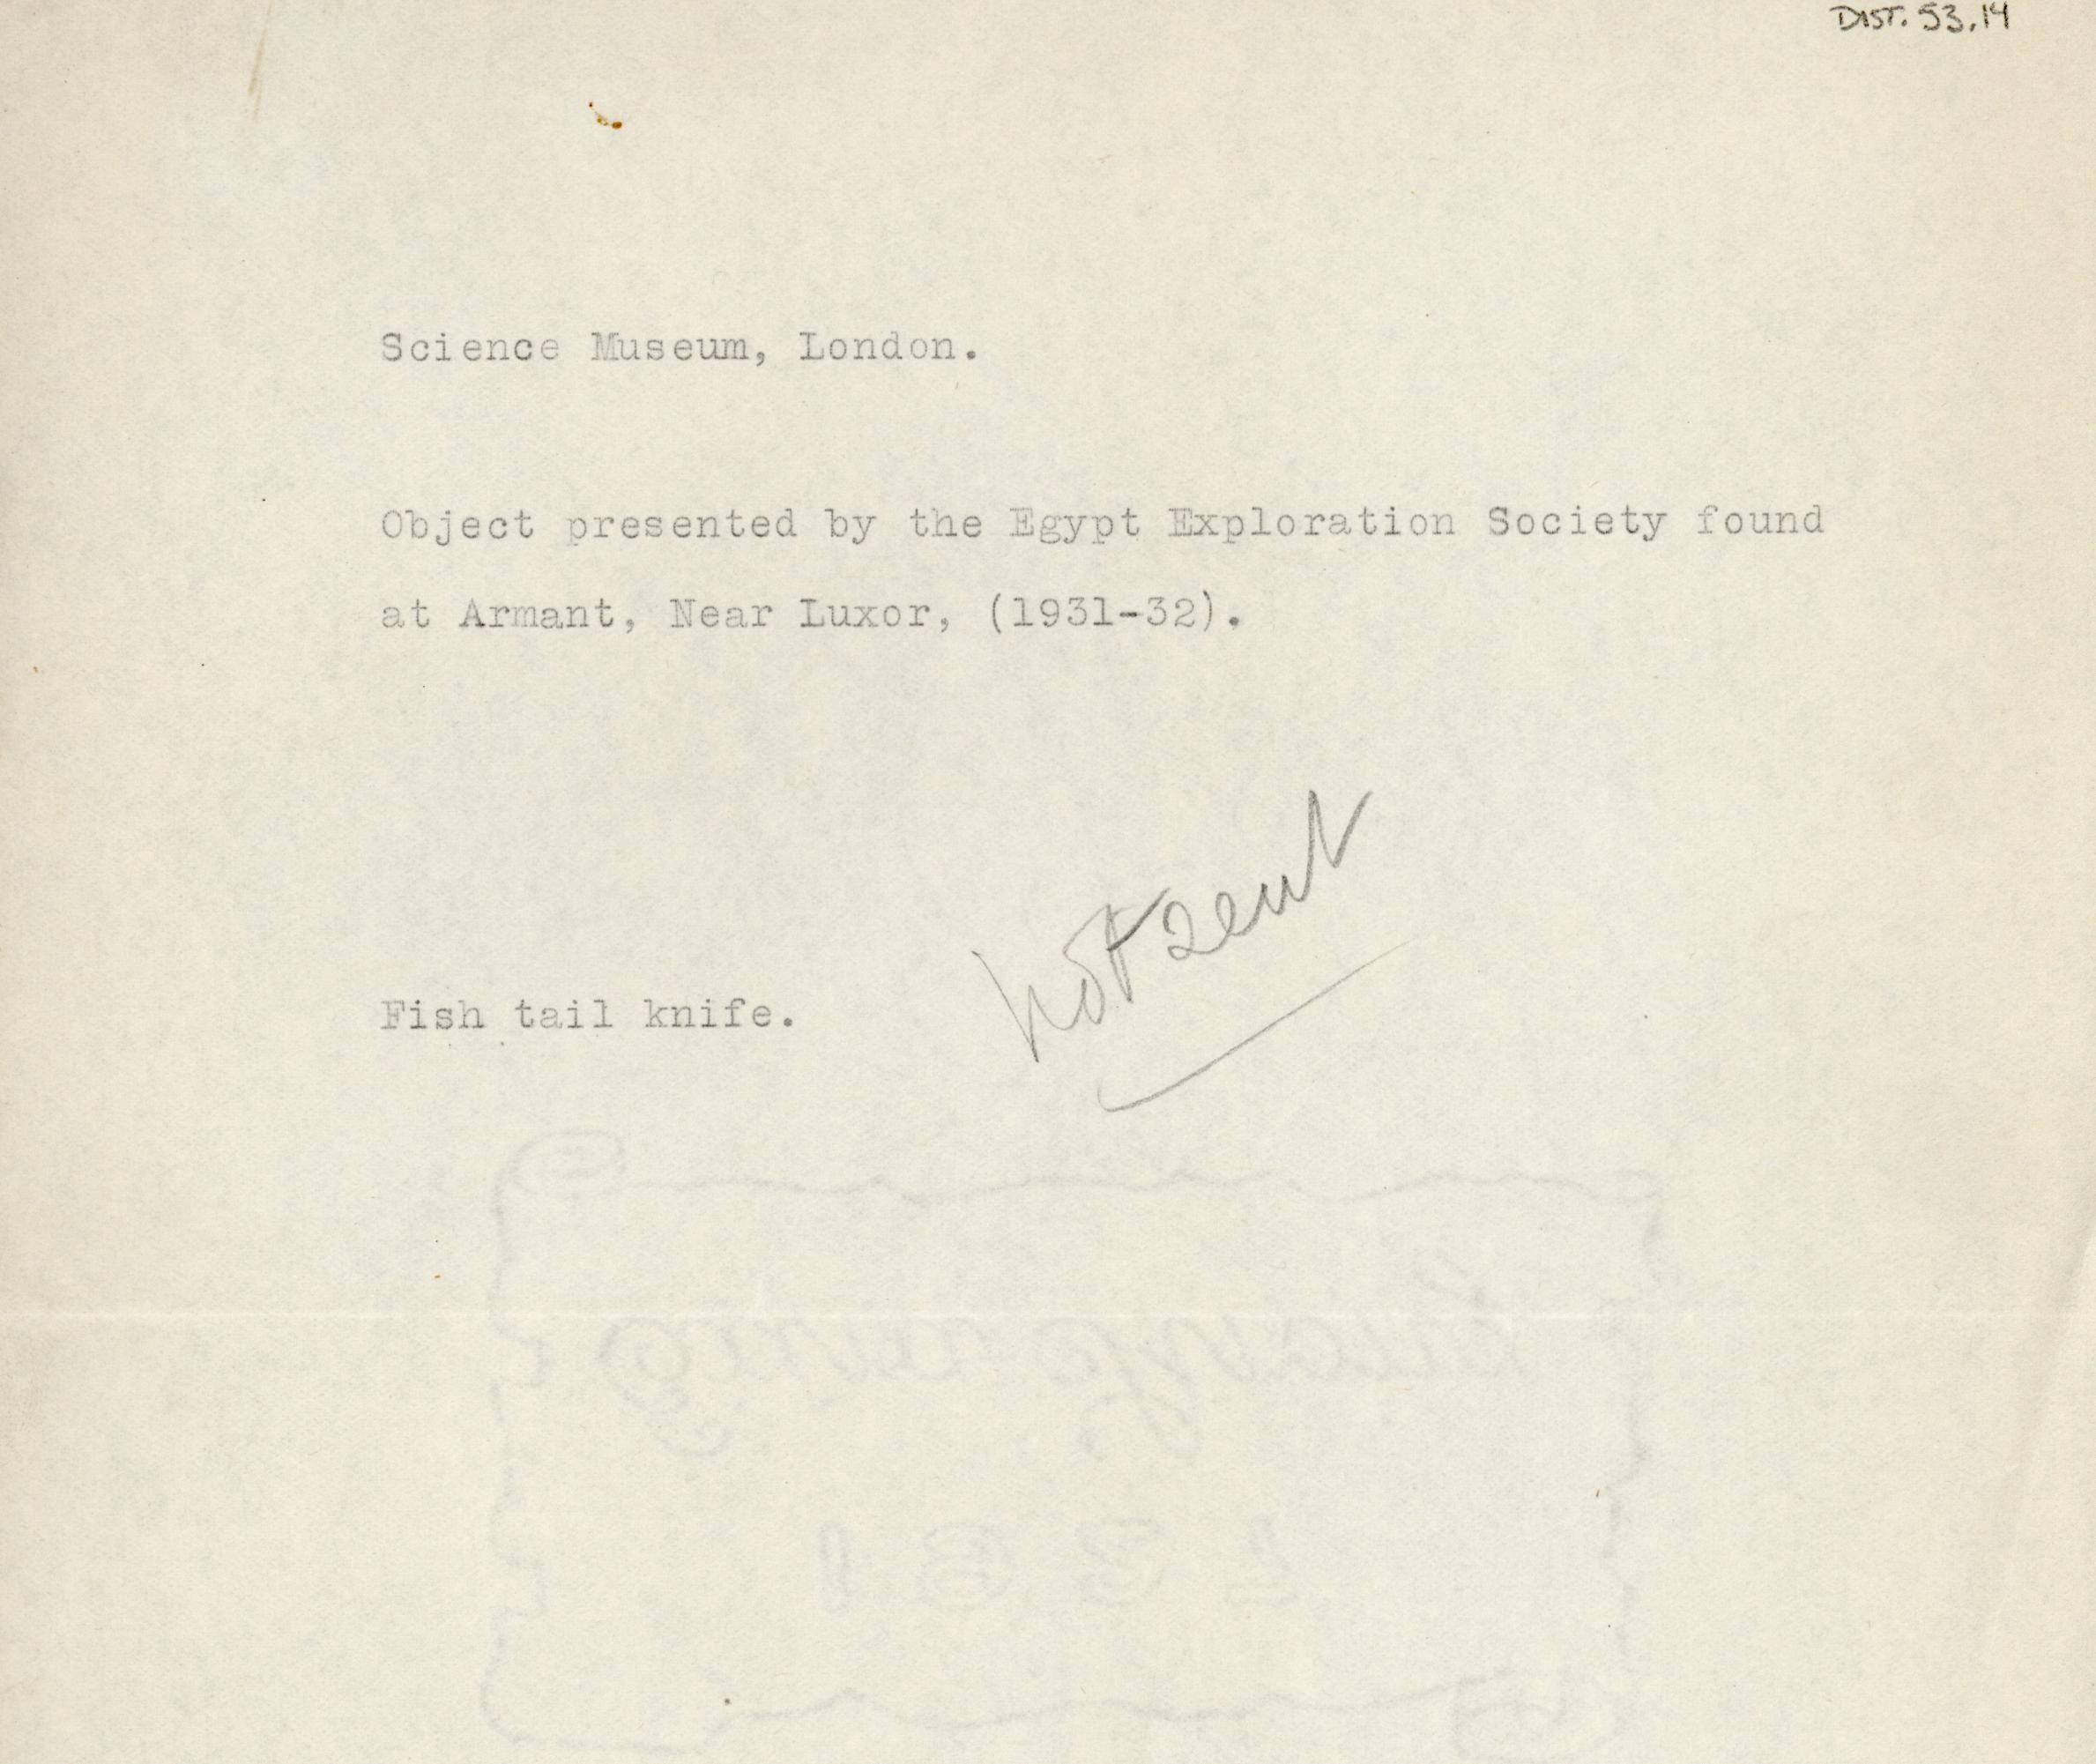 DIST. 53.14
Science Museum, London.
Object presented by the Egypt Exploration Society found
at Armant, Near Luxor, (1931-32).
not sent
Fish tail knife.